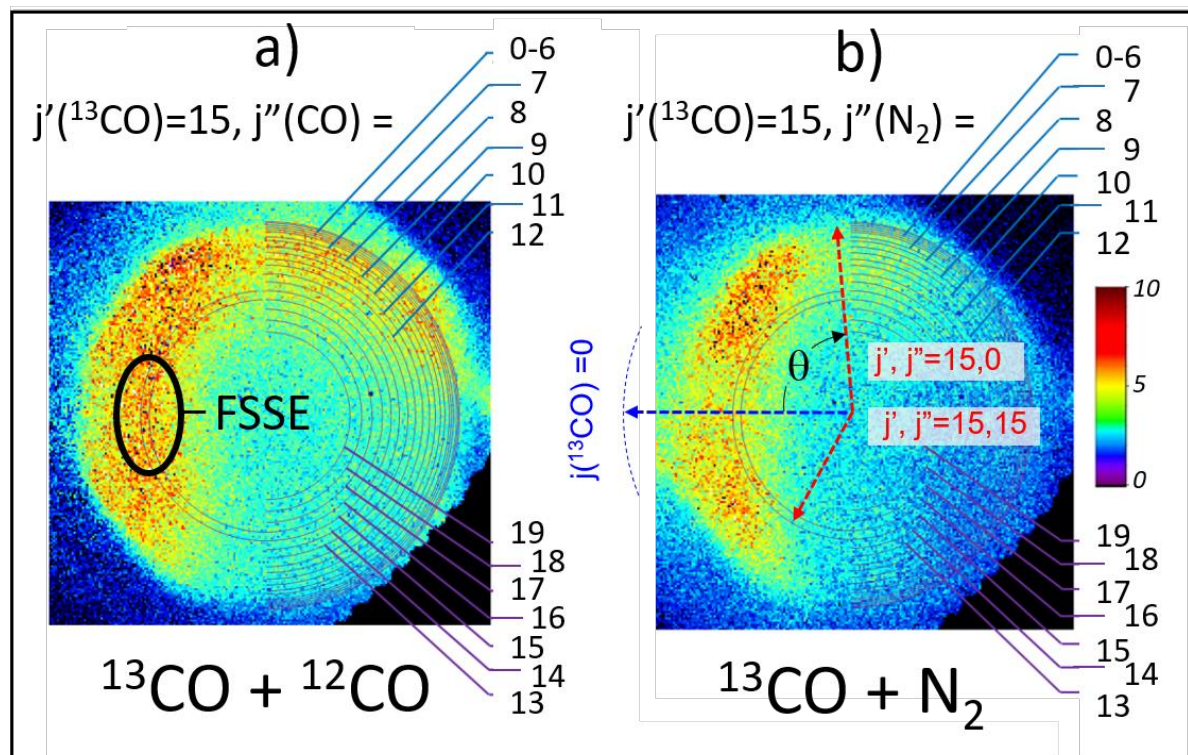 a)
j'(¹³CO)=15, j"(CO) =
0-6
7
8
9
10
11
12
FSSE
19
18
17
16
15
14
13
¹³CO + ¹²CO
b)
j'(¹³CO)=15, j"(N₂) =
0-6
7
8
9
10
11
12
10
5
0
j(¹³CO) =0
θ
j', j"=15,0
j', j"=15,15
19
18
17
16
15
14
13
¹³CO + N₂